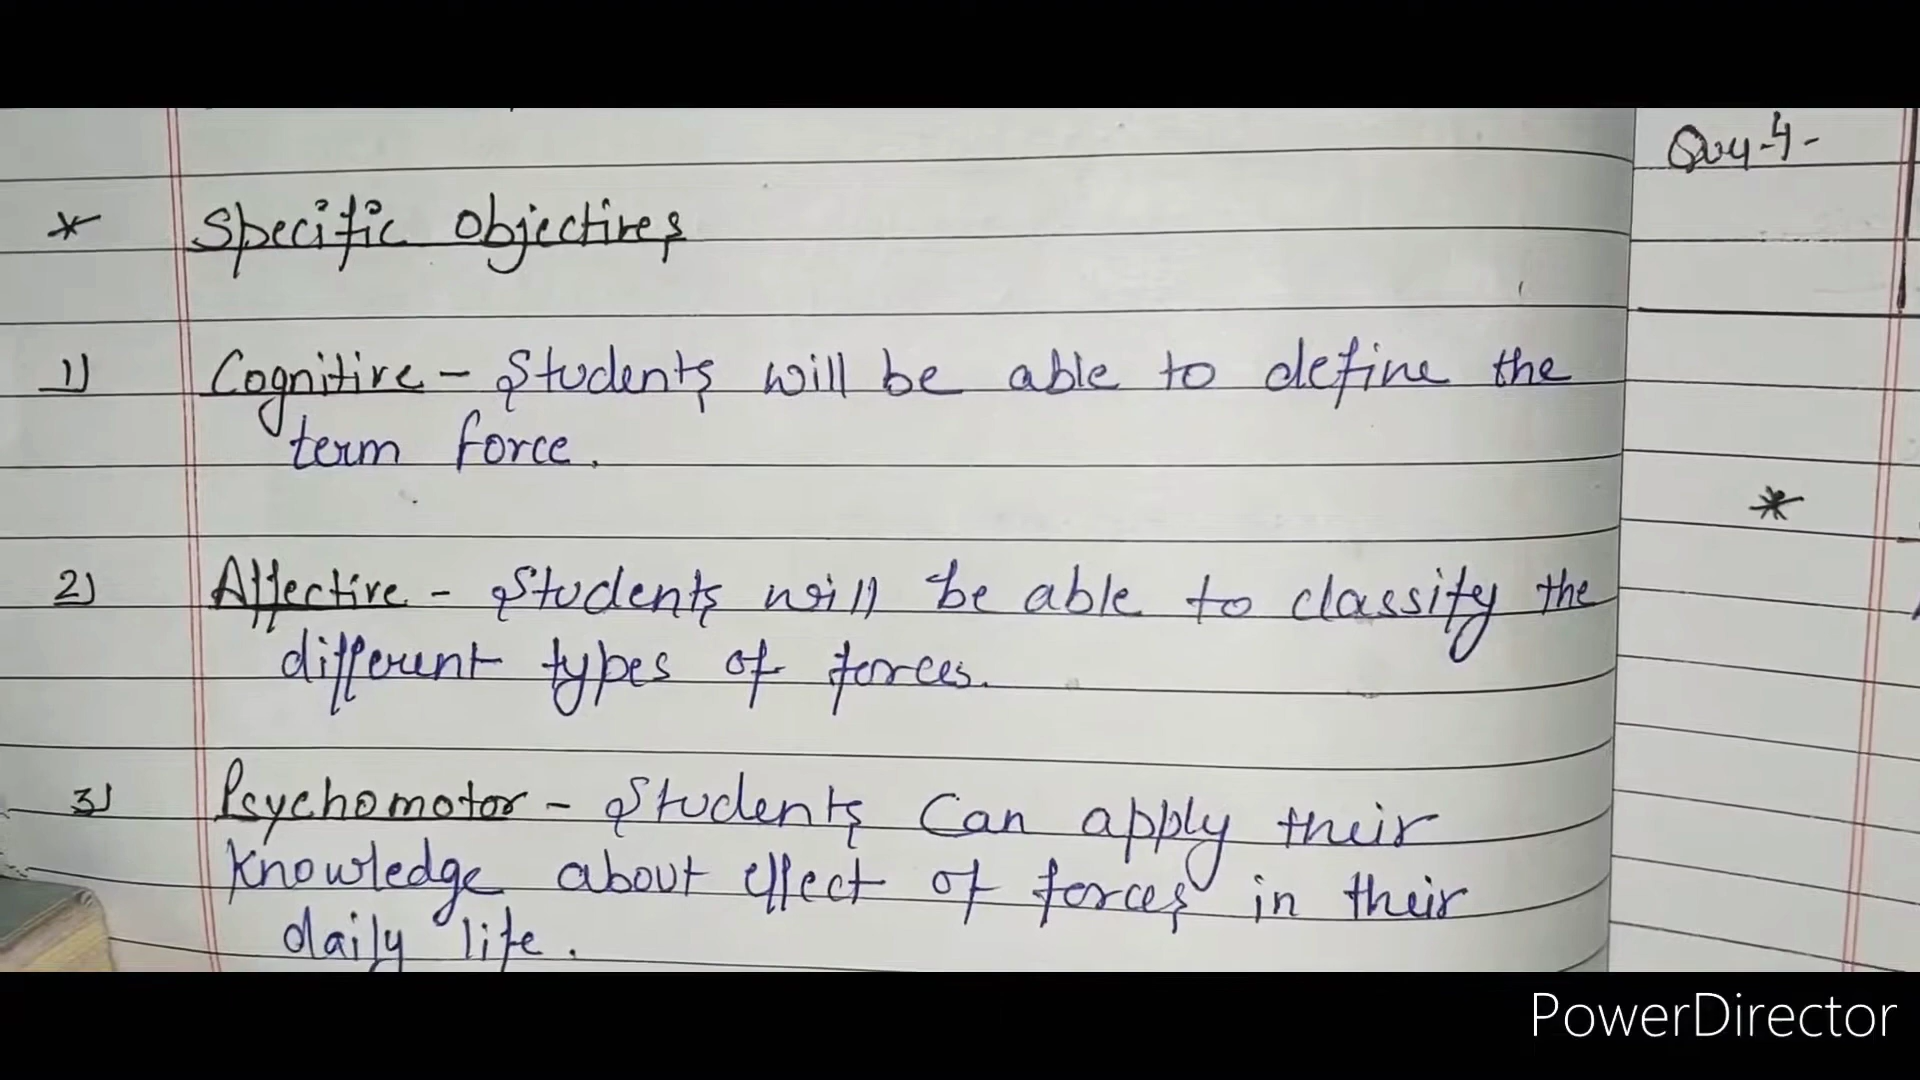 Quy-4-
* Specific Objectives
1) Cognitive - Students will be able to define the
term force.
*
2) Affective - Students will be able to classify the
different types of forces.
3) Psychomotor - Students can apply their
knowledge about effect of forces in their
daily life.
PowerDirector